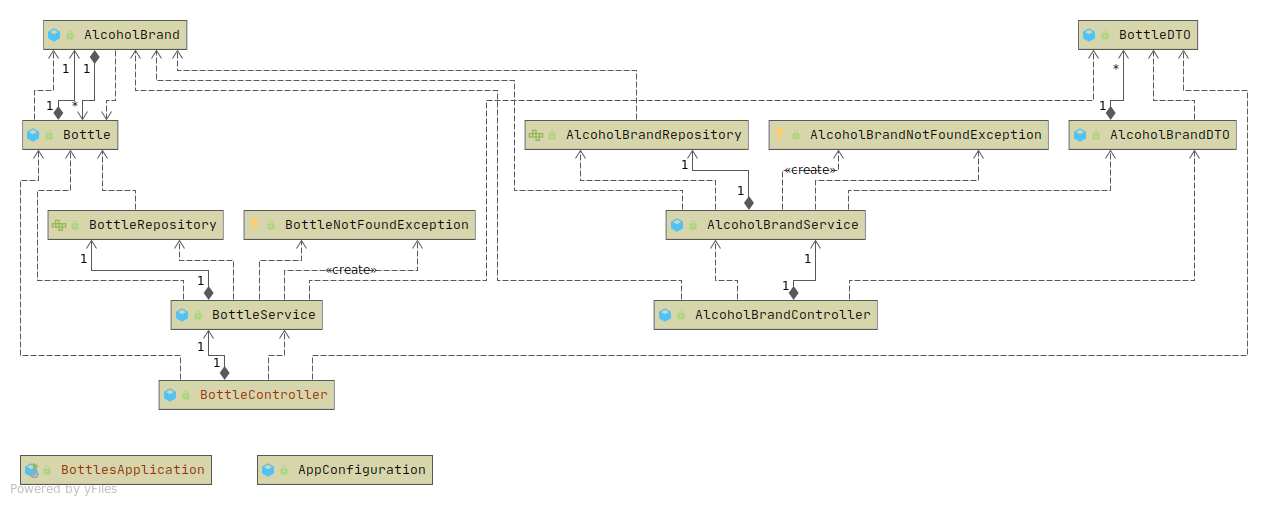 AlcoholBrand
BottleDTO
1
1
*
1
*
1
Bottle
AlcoholBrandRepository
AlcoholBrandNotFoundException
AlcoholBrandDTO
1
«create»
1
BottleRepository
BottleNotFoundException
AlcoholBrandService
1
1
«create»
1
1
BottleService
AlcoholBrandController
1
1
BottleController
BottlesApplication
AppConfiguration
Powered by yFiles